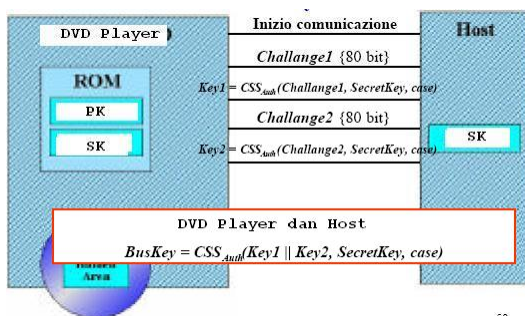 DVD Player
Inizio comunicazione
Host
Challange1 {80 bit}
ROM
Key1 = CSSAuth(Challange1, SecretKey, case)
PK
Challange2 {80 bit}
SK
Key2 = CSSAuth(Challange2, SecretKey, case)
SK
DVD Player dan Host
BusKey = CSSAuth(Key1 || Key2, SecretKey, case)
Area